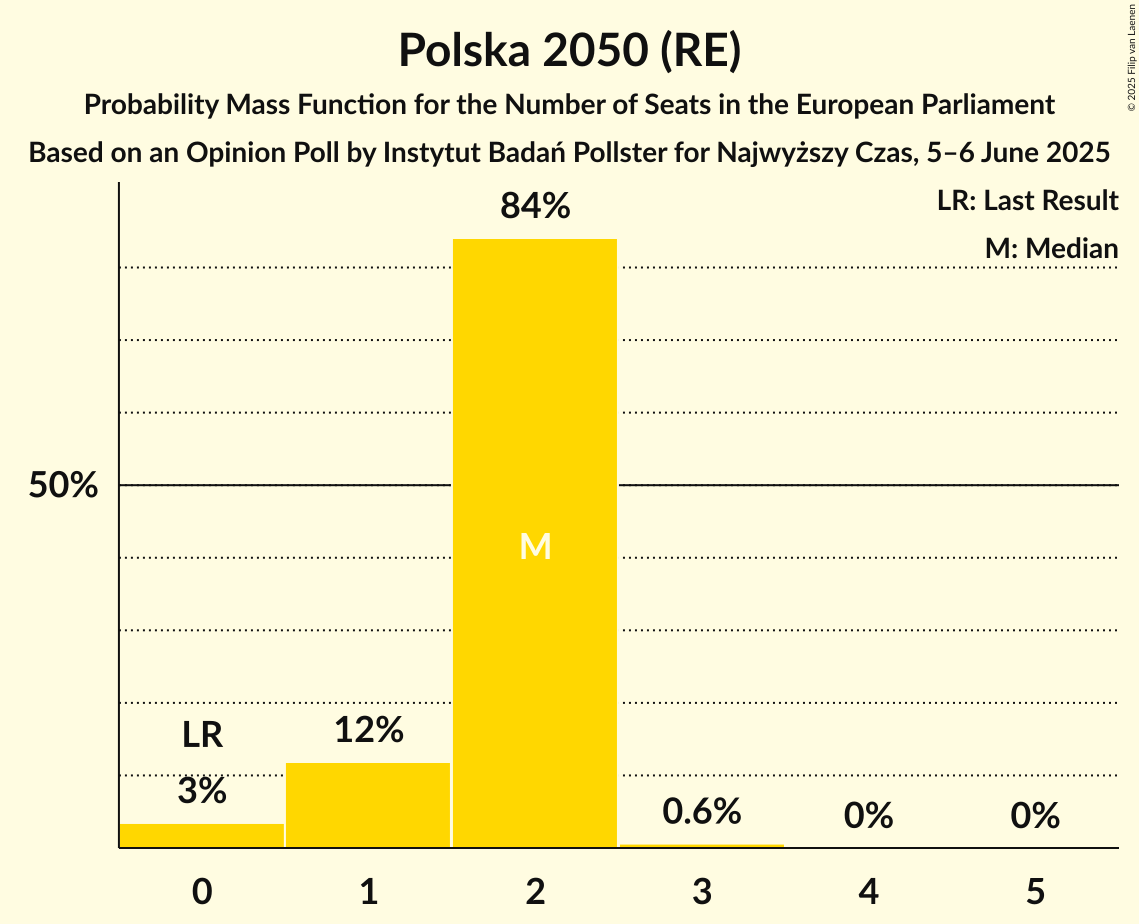 Polska 2050 (RE)
Probability Mass Function for the Number of Seats in the European Parliament
Based on an Opinion Poll by Instytut Badań Pollster for Najwyższy Czas, 5–6 June 2025
© 2025 Filip van Laenen
LR: Last Result
M: Median
84%
50%
M
LR
3%
12%
0.6%
0%
0%
0 1 2 3 4 5